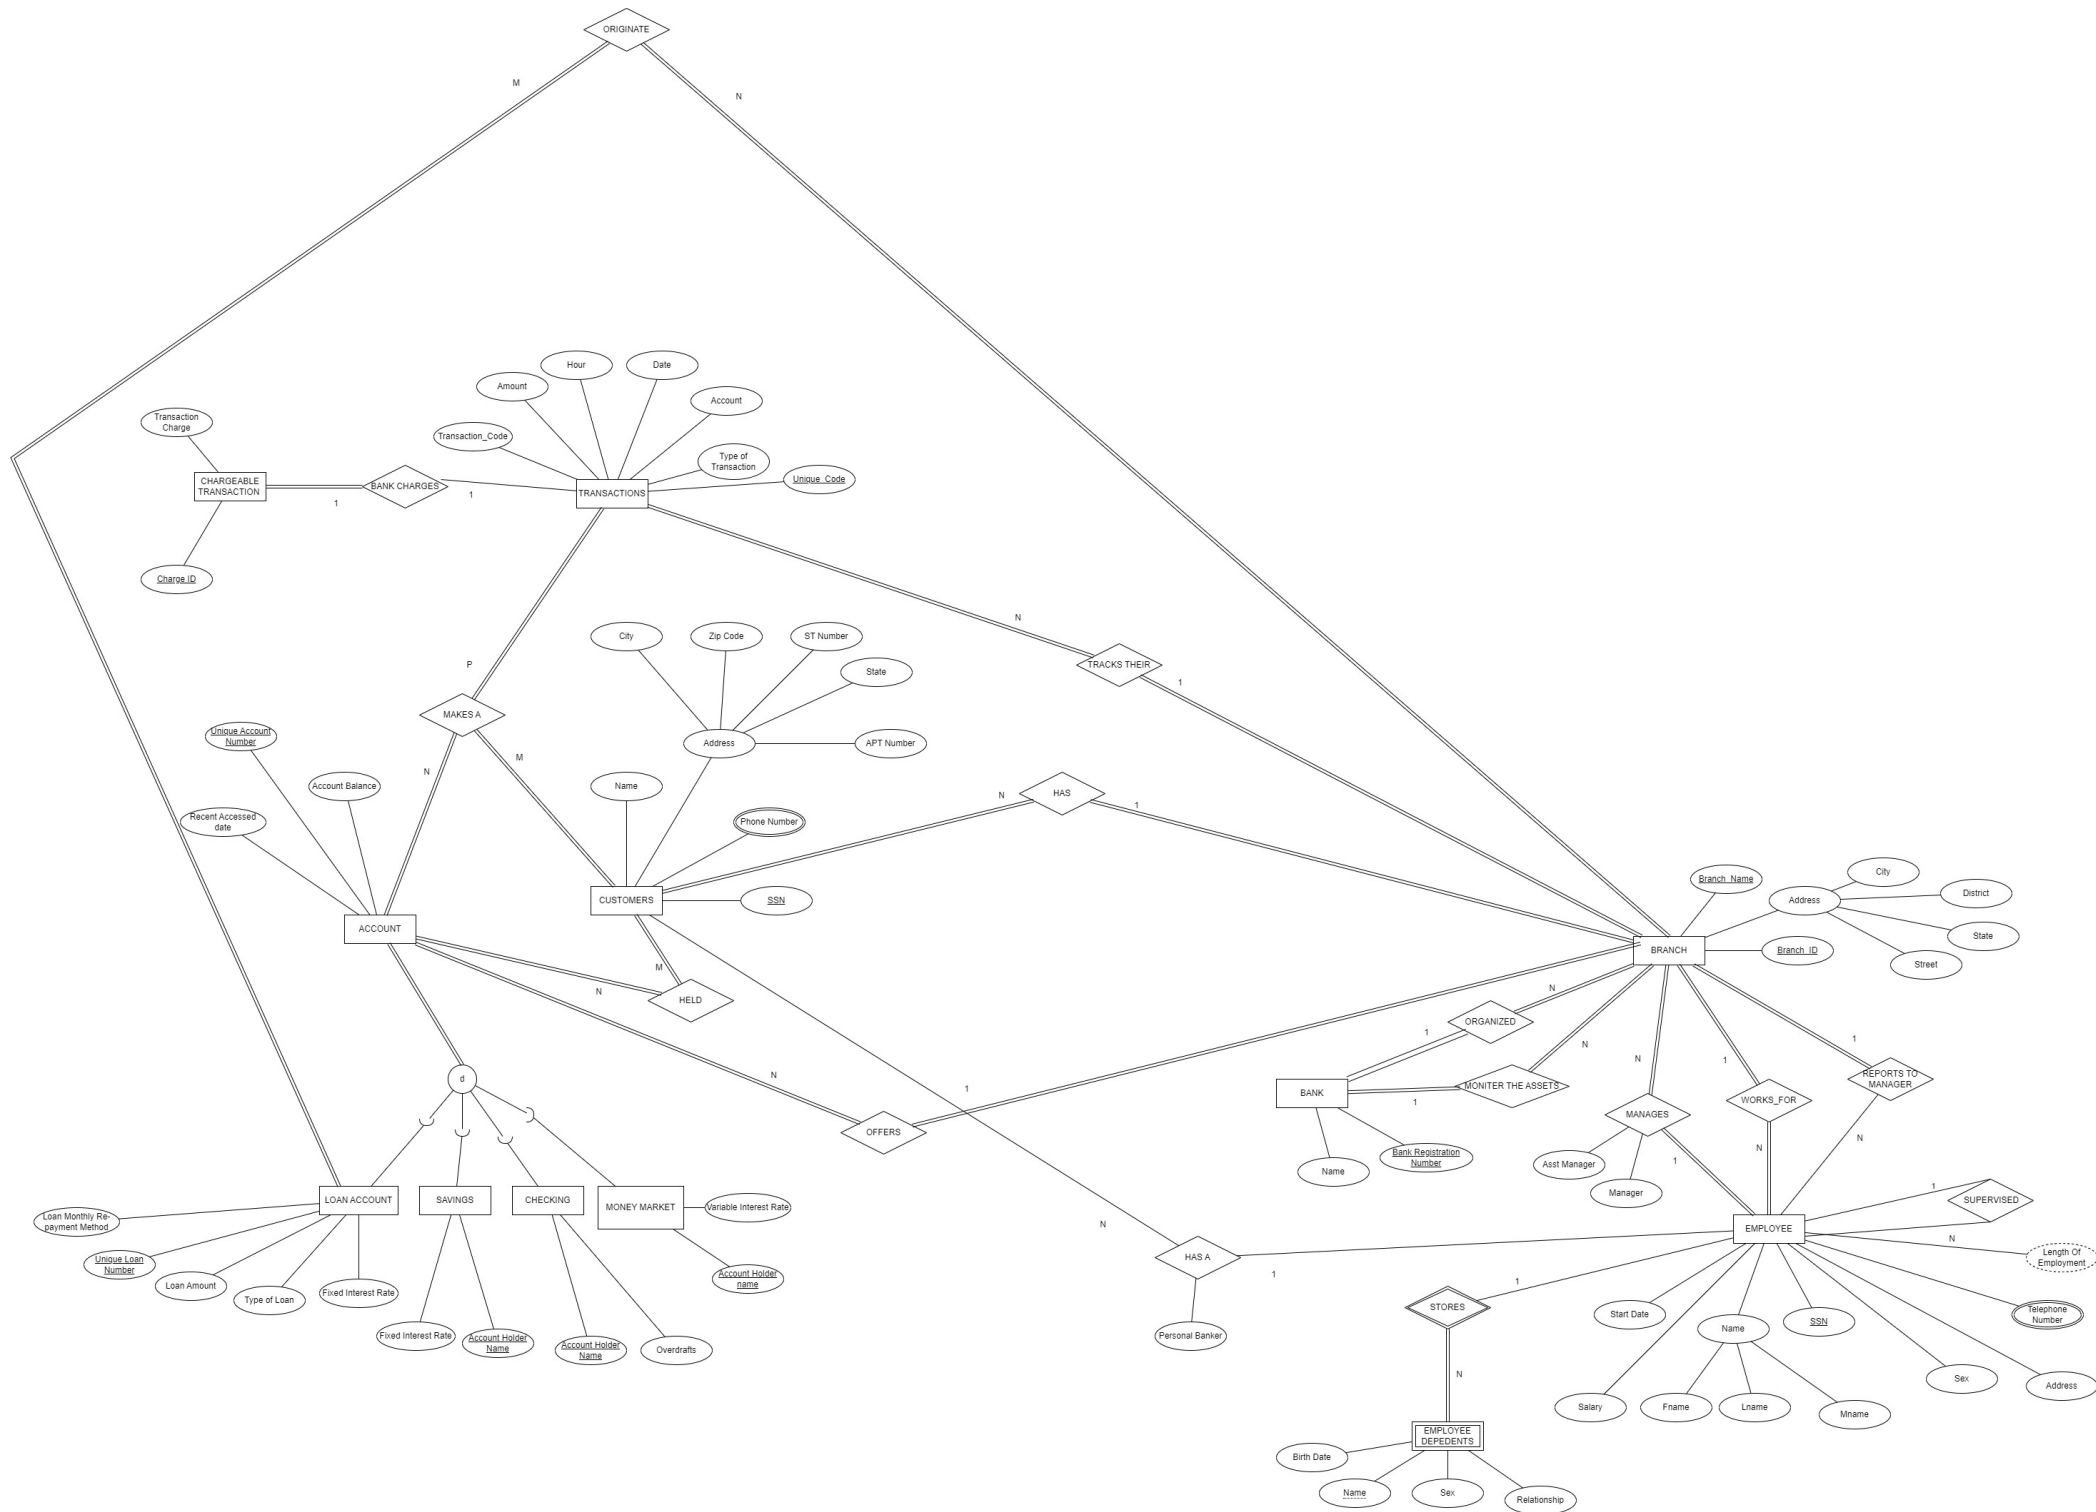 ORIGINATE
M
N
Hour
Date
Amount
Account
Transaction
Charge
Transaction_Code
Type of
Transaction
Unique_Code
CHARGEABLE
TRANSACTION
BANK CHARGES
1
1
TRANSACTIONS
Charge ID
N
City
Zip Code
ST Number
State
P
TRACKS THEIR
1
MAKES A
Unique Account
Number
Address
APT Number
N
M
Account Balance
Name
HAS
N
1
Recent Accessed
date
Phone Number
Branch_Name
City
Address
District
CUSTOMERS
SSN
ACCOUNT
State
BRANCH
Branch_ID
Street
M
N
HELD
N
ORGANIZED
1
N
1
N
1
d
N
1
MONITER THE ASSETS
BANK
1
REPORTS TO
MANAGER
WORKS_FOR
MANAGES
OFFERS
N
N
1
Bank Registration
Number
Name
Asst Manager
Manager
1
LOAN ACCOUNT
SAVINGS
CHECKING
MONEY MARKET
Variable Interest Rate
SUPERVISED
Loan Monthly Re-
payment Method
N
EMPLOYEE
N
Unique Loan
Number
HAS A
1
Length Of
Employment
Account Holder
name
Loan Amount
Type of Loan
Fixed Interest Rate
1
STORES
Start Date
Name
SSN
Telephone
Number
Fixed Interest Rate
Account Holder
Name
Account Holder
Name
Overdrafts
Personal Banker
N
Sex
Address
Salary
Fname
Lname
Mname
EMPLOYEE
DEPEDENTS
Birth Date
Name
Sex
Relationship